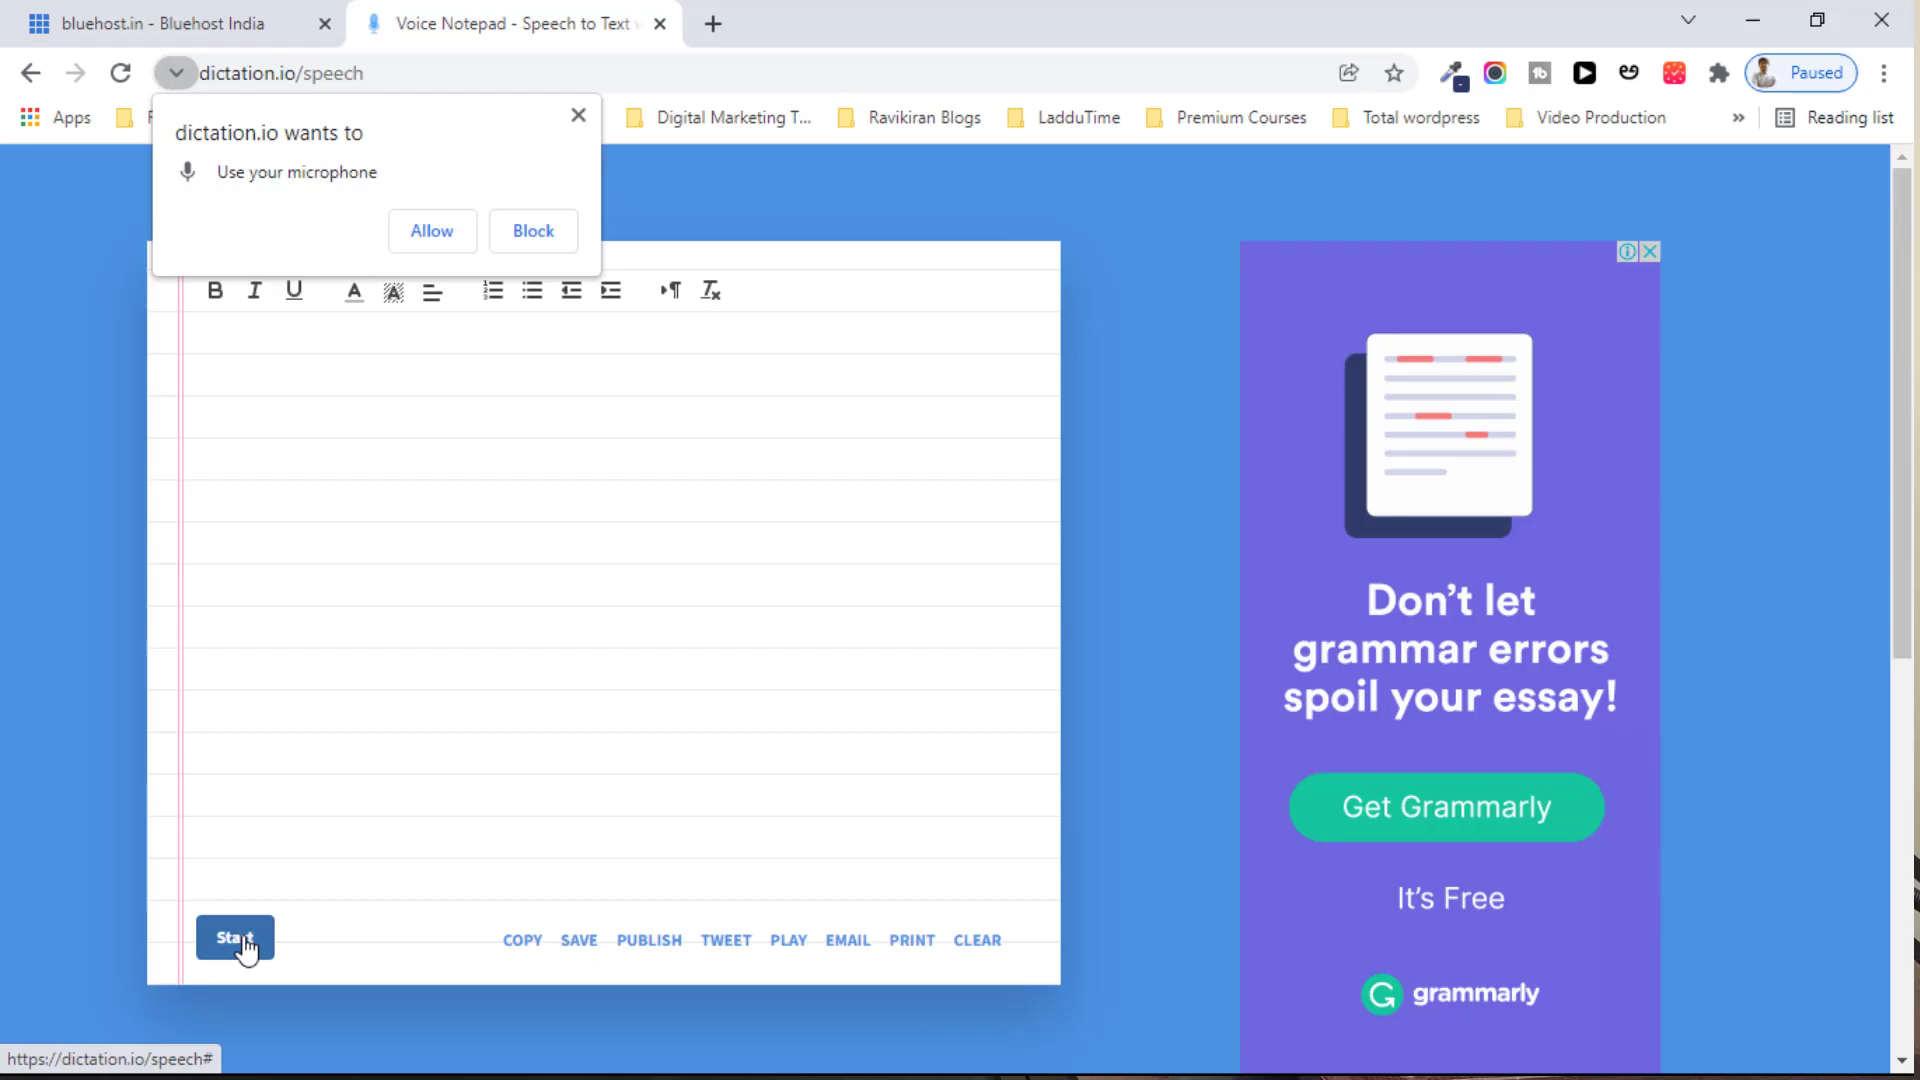 bluehost.in - Bluehost India
Voice Notepad - Speech to Text
dictation.io/speech
Paused
Apps
Digital Marketing T...
Ravikiran Blogs
LadduTime
Premium Courses
Total wordpress
Video Production
»
Reading list
dictation.io wants to
Use your microphone
Allow
Block
Don't let
grammar errors
spoil your essay!
Get Grammarly
It's Free
grammarly
Start
COPY
SAVE
PUBLISH
TWEET
PLAY
EMAIL
PRINT
CLEAR
https://dictation.io/speech#